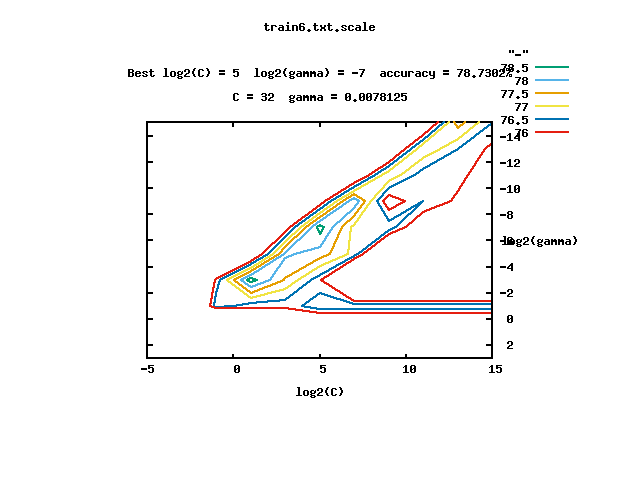 train6.txt.scale
"-"
78.5
Best log2(C) = 5 log2(gamma) = -7 accuracy = 78.7302%
78
77.5
C = 32 gamma = 0.0078125
77
76.5
76
-14
-12
-10
-8
-6
log2(gamma)
-4
-2
0
2
-5 0 5 10 15
log2(C)